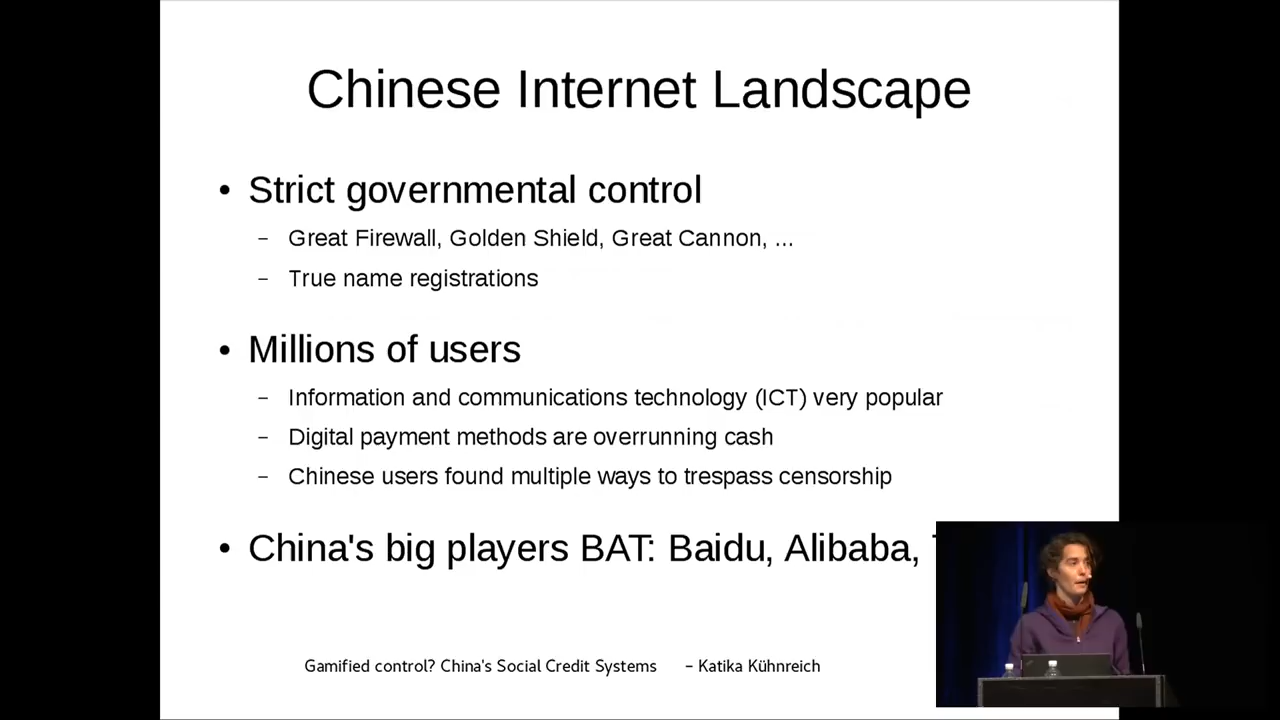 Chinese Internet Landscape
• Strict governmental control
– Great Firewall, Golden Shield, Great Cannon, ...
– True name registrations
• Millions of users
– Information and communications technology (ICT) very popular
– Digital payment methods are overrunning cash
– Chinese users found multiple ways to trespass censorship
• China's big players BAT: Baidu, Alibaba,
Gamified control? China's Social Credit Systems – Katika Kühnreich